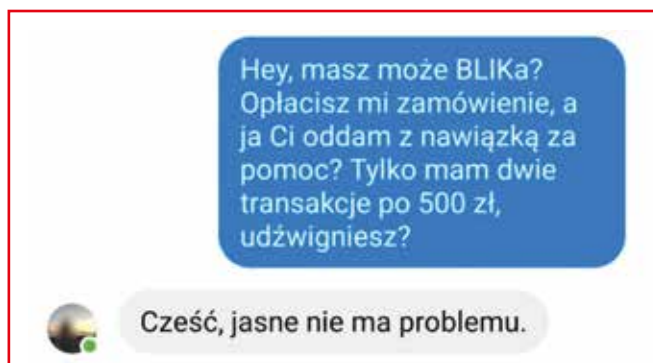 Hey, masz może BLIKa?
Opłacisz mi zamówienie, a
ja Ci oddam z nawiązką za
pomoc? Tylko mam dwie
transakcje po 500 zł,
udźwigniesz?
Cześć, jasne nie ma problemu.